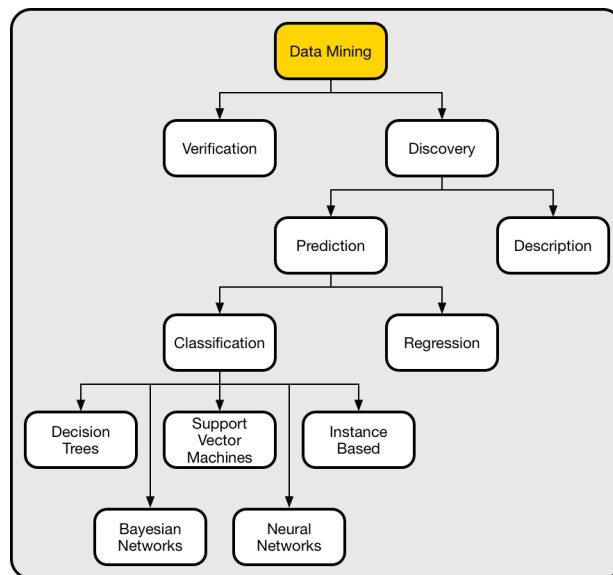 Data Mining
Verification
Discovery
Prediction
Description
Classification
Regression
Decision
Trees
Support
Vector
Machines
Instance
Based
Bayesian
Networks
Neural
Networks